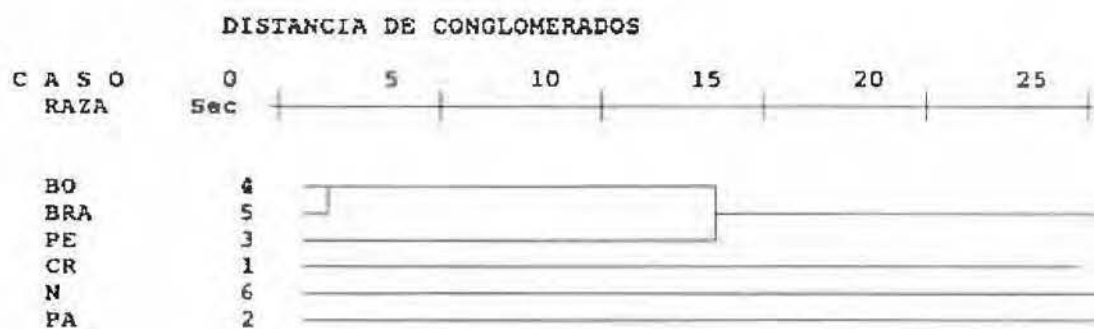 DISTANCIA DE CONGLOMERADOS
C A S O 0 5 10 15 20 25
RAZA Sec
BO 4
BRA 5
PE 3
CR 1
N 6
PA 2